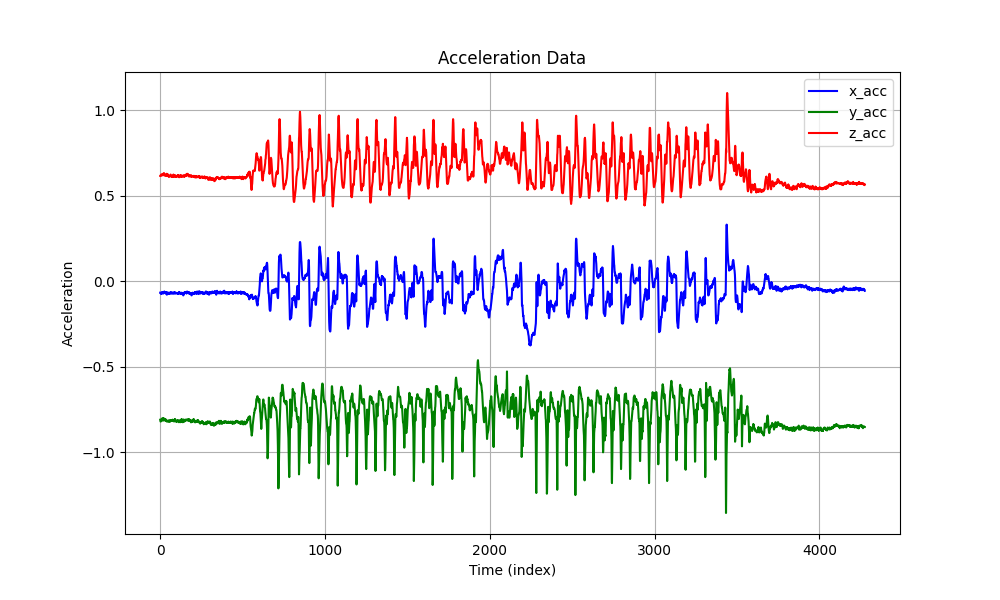 Acceleration Data
x_acc
y_acc
z_acc
1.0
0.5
0.0
−0.5
−1.0
Acceleration
0 1000 2000 3000 4000
Time (index)